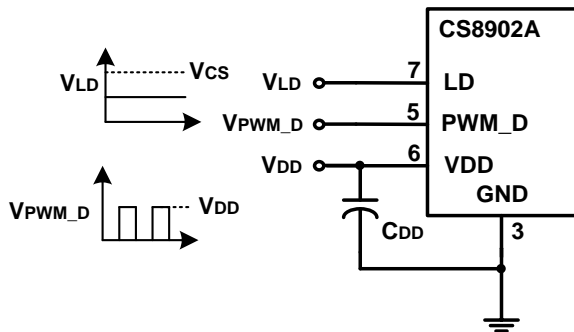 CS8902A
VCS
VLD
VLD
7
LD
VPWM_D
5
PWM_D
VDD
6
VDD
GND
VPWM_D
VDD
CDD
3